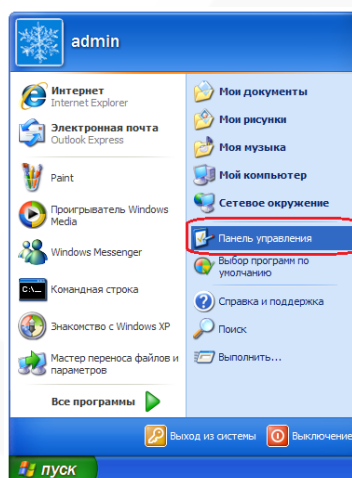 admin
Интернет
Internet Explorer
Электронная почта
Outlook Express
Paint
Проигрыватель Windows
Media
Windows Messenger
C:\_
Командная строка
Знакомство с Windows XP
Мастер переноса файлов и
параметров
Все программы
Мои документы
Мои рисунки
Моя музыка
Мой компьютер
Сетевое окружение
Панель управления
Выбор программ по
умолчанию
Справка и поддержка
Поиск
Выполнить...
Выход из системы
Выключение
пуск